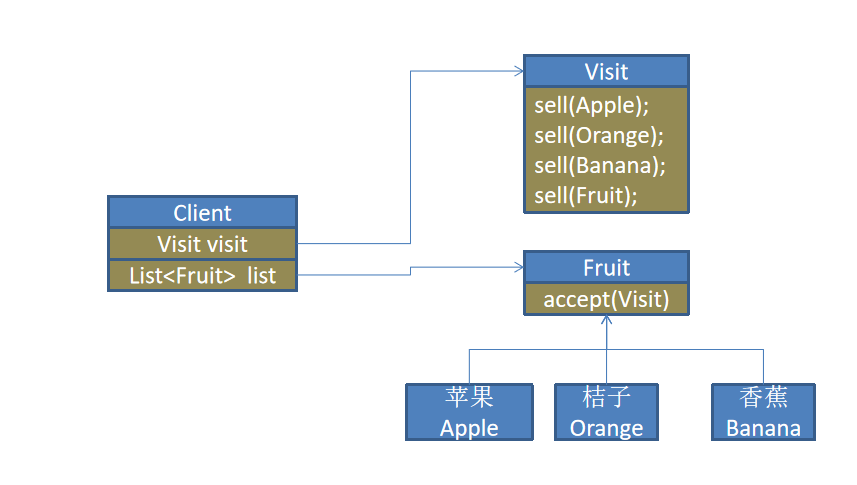 Visit
sell(Apple);
sell(Orange);
sell(Banana);
sell(Fruit);
Client
Visit visit
List<Fruit> list
Fruit
accept(Visit)
苹果
Apple
桔子
Orange
香蕉
Banana